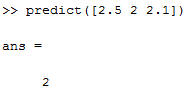 >> predict([2.5 2 2.1])
ans =
2